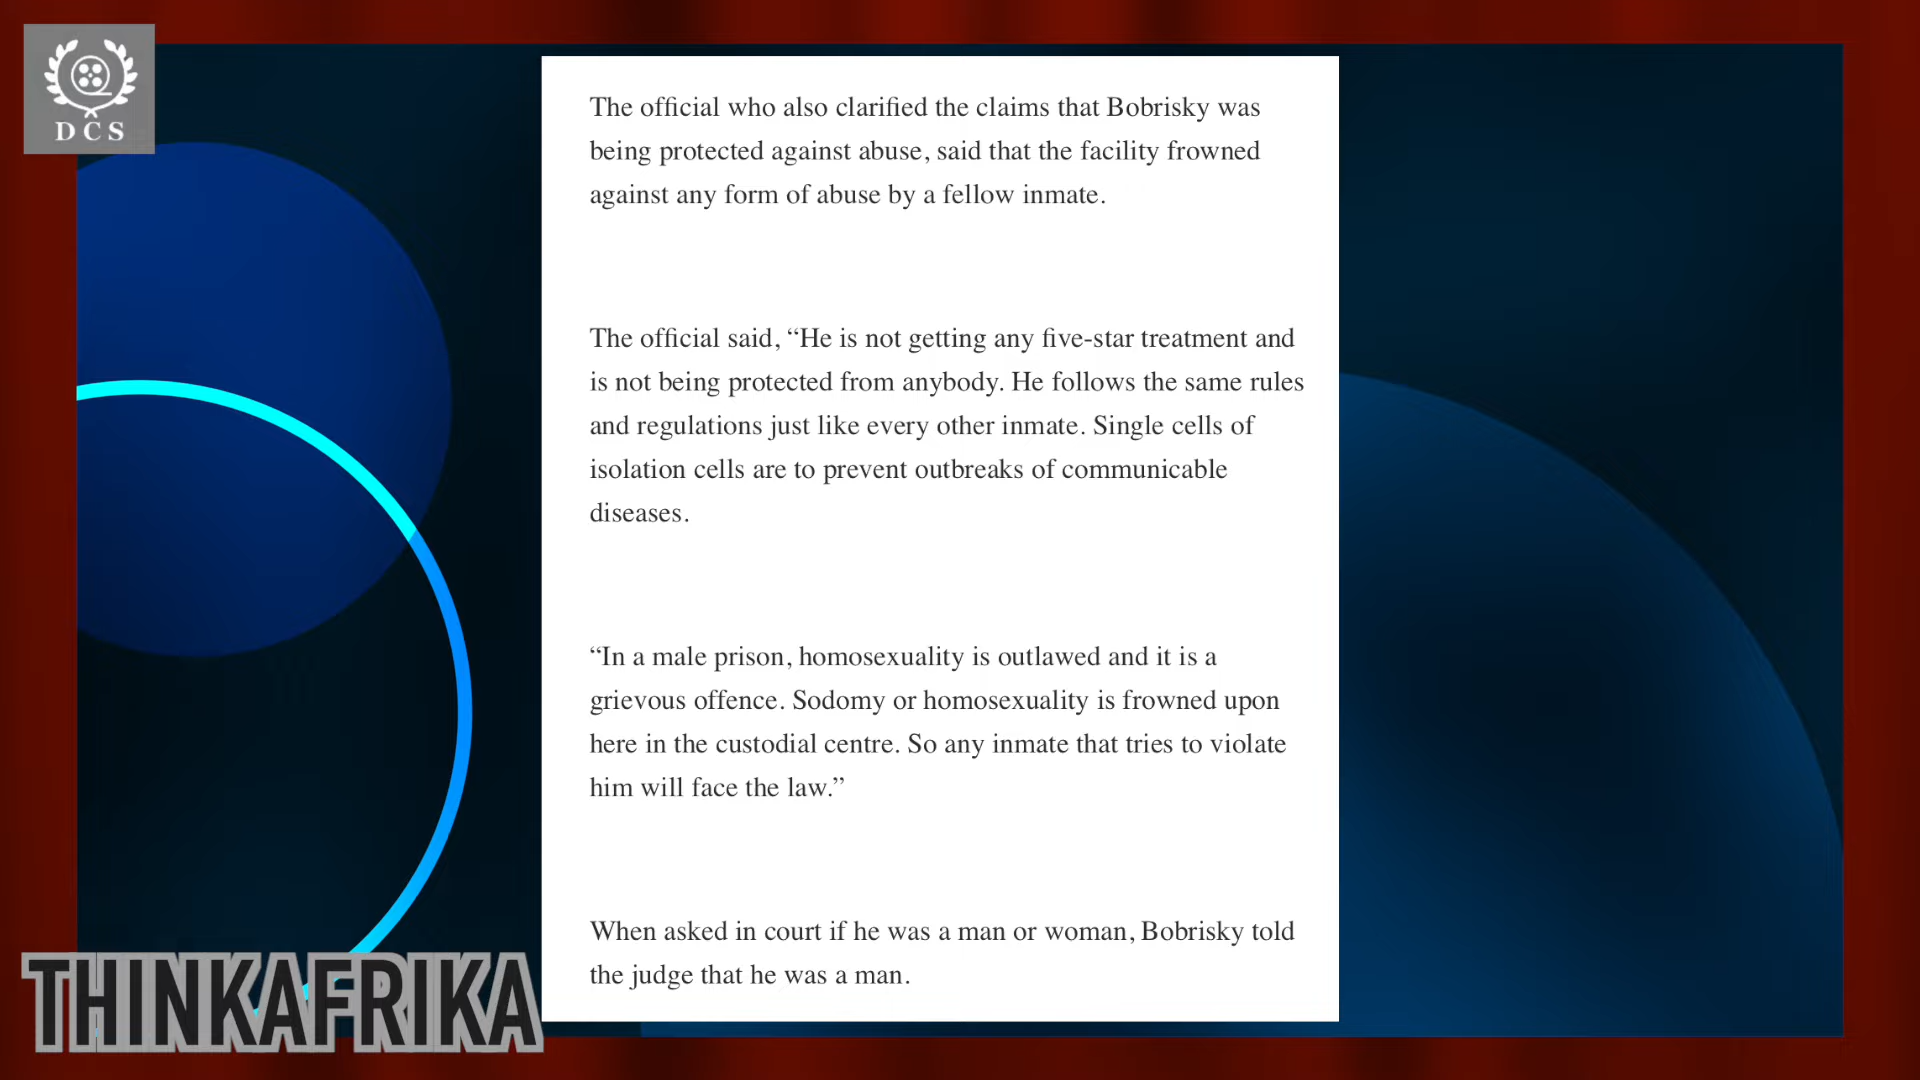 DCS
The official who also clarified the claims that Bobrisky was
being protected against abuse, said that the facility frowned
against any form of abuse by a fellow inmate.
The official said, “He is not getting any five-star treatment and
is not being protected from anybody. He follows the same rules
and regulations just like every other inmate. Single cells of
isolation cells are to prevent outbreaks of communicable
diseases.
“In a male prison, homosexuality is outlawed and it is a
grievous offence. Sodomy or homosexuality is frowned upon
here in the custodial centre. So any inmate that tries to violate
him will face the law.”
When asked in court if he was a man or woman, Bobrisky told
the judge that he was a man.
THINKAFRIKA